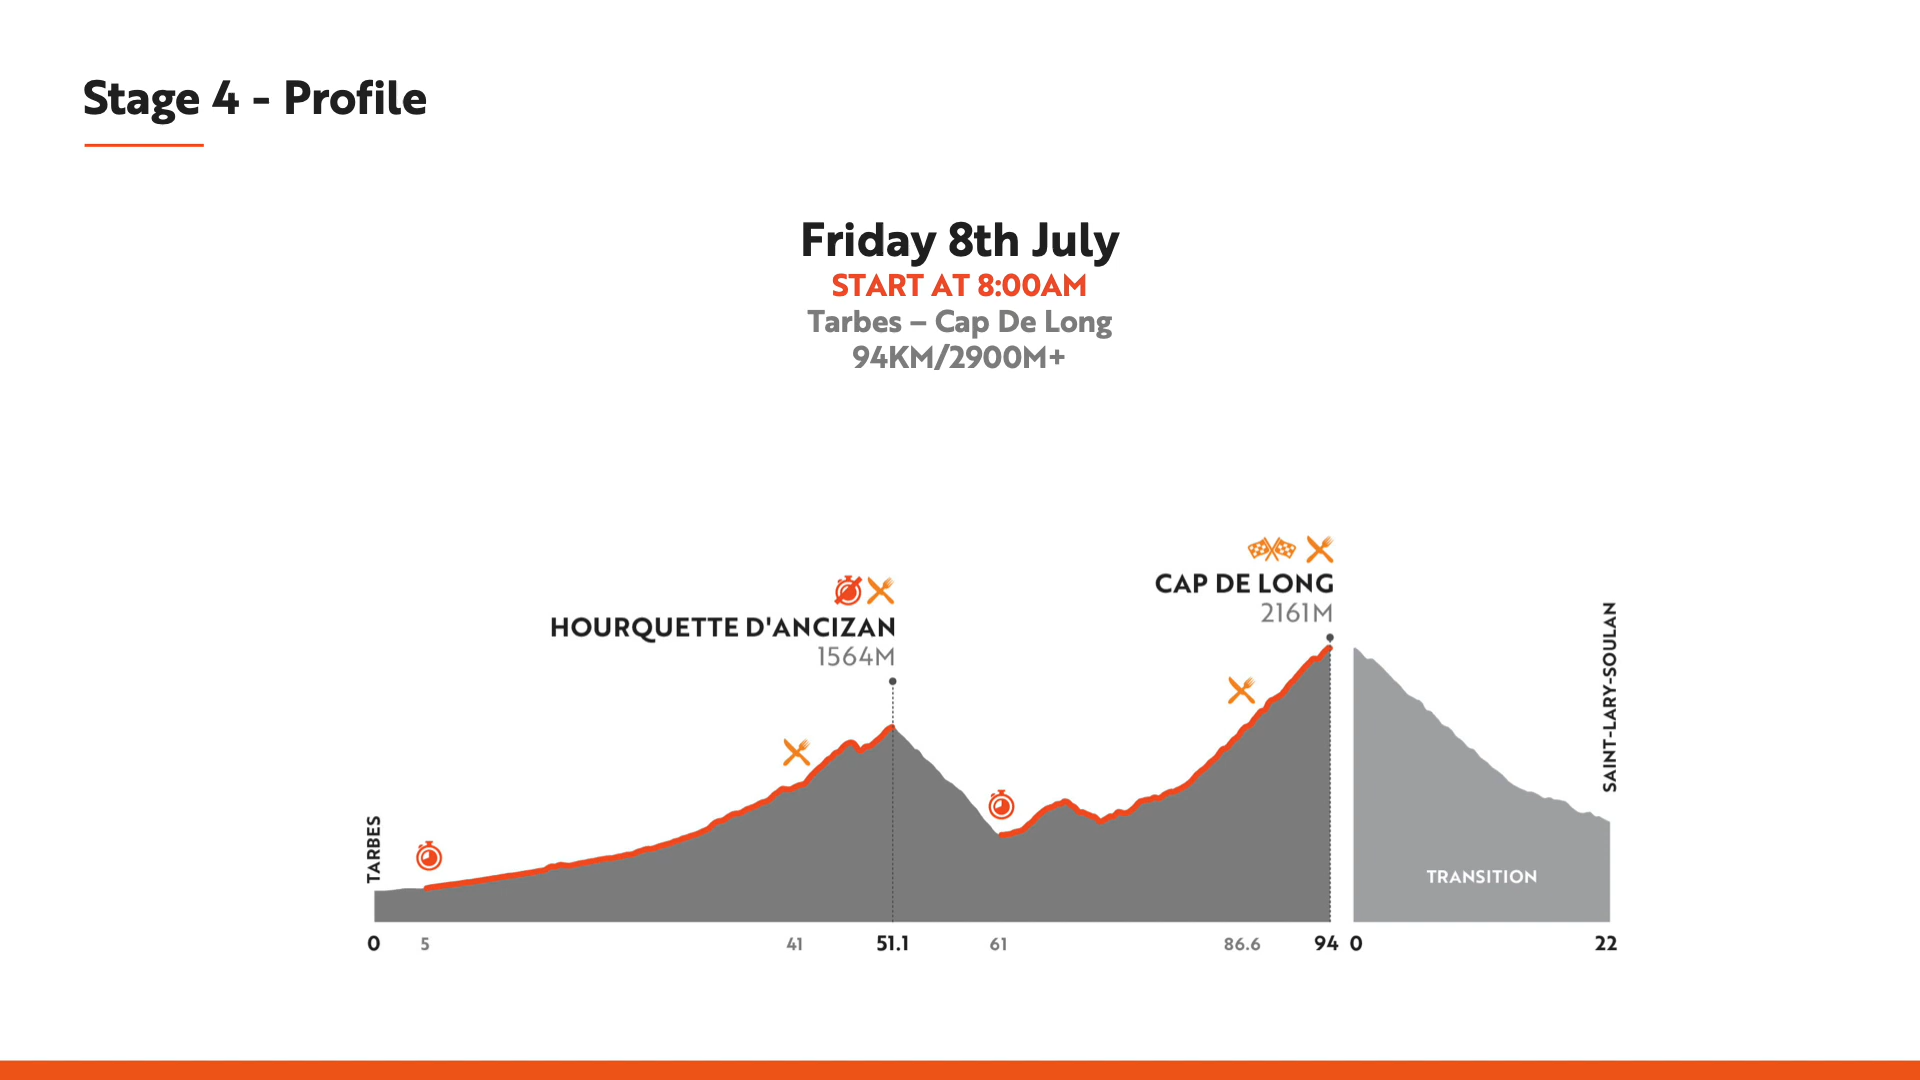 Stage 4 - Profile
Friday 8th July
START AT 8:00AM
Tarbes – Cap De Long
94KM/2900M+
CAP DE LONG
2161M
HOURQUETTE D'ANCIZAN
1564M
TARBES
SAINT-LARY-SOULAN
TRANSITION
0 5 41 51.1 61 86.6 94 0 22